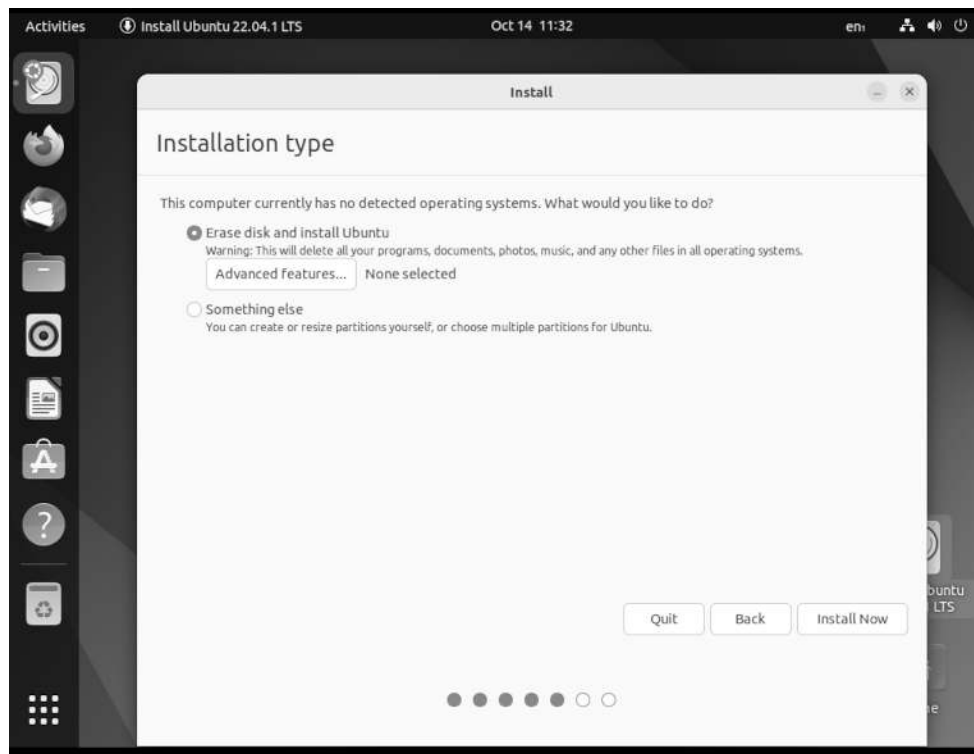 Activities Install Ubuntu 22.04.1 LTS Oct 14 11:32 en₁
Install
Installation type
This computer currently has no detected operating systems. What would you like to do?
Erase disk and install Ubuntu
Warning: This will delete all your programs, documents, photos, music, and any other files in all operating systems.
Advanced features... None selected
Something else
You can create or resize partitions yourself, or choose multiple partitions for Ubuntu.
buntu
LTS
Quit Back Install Now